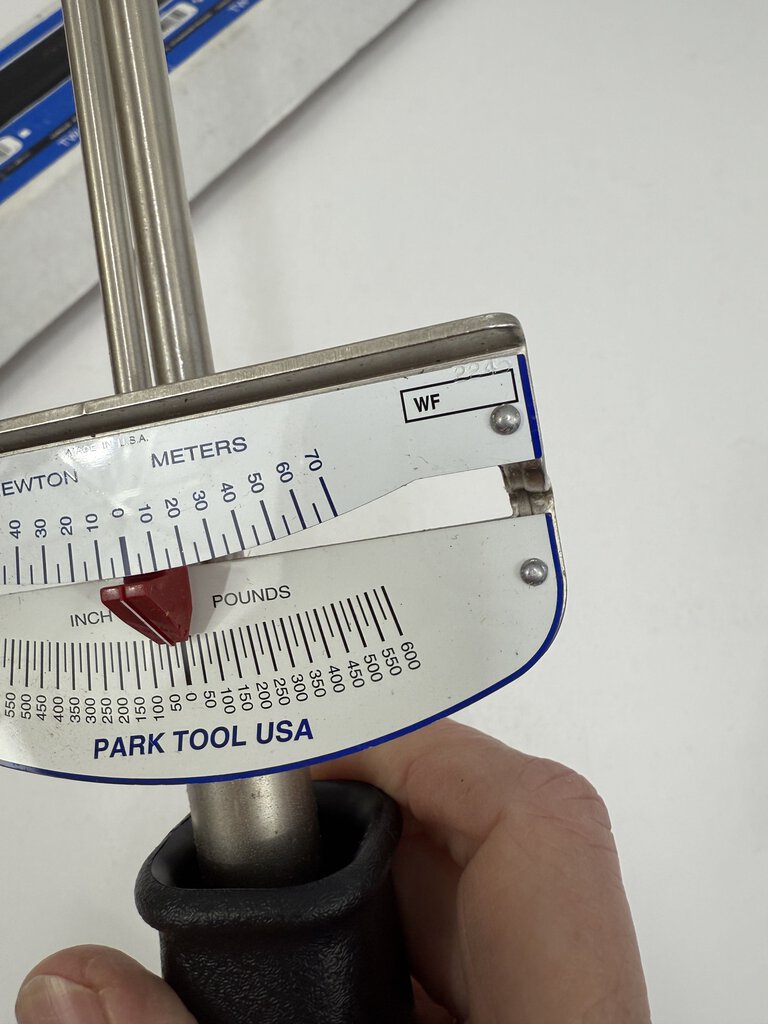 WF
MADE IN U.S.A.
EWTON METERS
40 30 20 10 0 10 20 30 40 50 60 70
INCH POUNDS
550 500 450 400 350 300 250 200 150 100 50 0 50 100 150 200 250 300 350 400 450 500 550 600
PARK TOOL USA